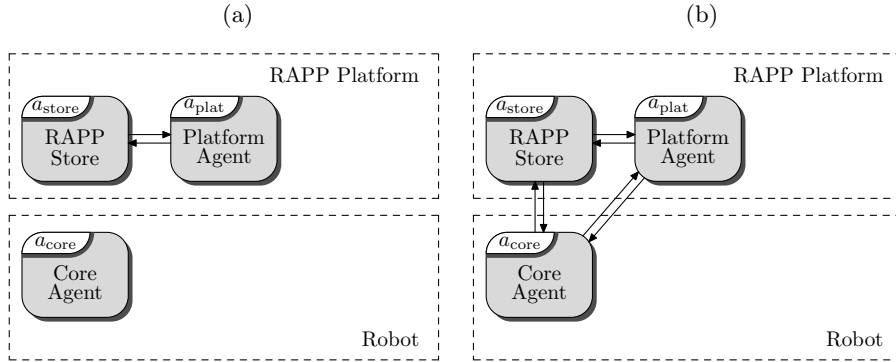 (a)
RAPP Platform
a_store
RAPP
Store
a_plat
Platform
Agent
a_core
Core
Agent
Robot
(b)
RAPP Platform
a_store
RAPP
Store
a_plat
Platform
Agent
a_core
Core
Agent
Robot